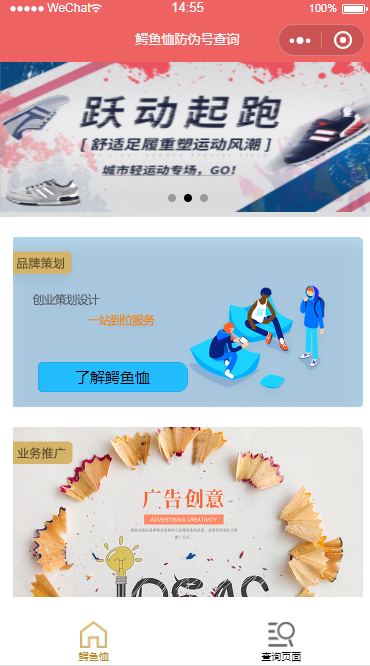 WeChat
14:55
100%
鳄鱼恤防伪号查询
跃动起跑
[ 舒适足履重塑运动风潮 ]
城市轻运动专场，GO!
品牌策划
创业策划设计
一站到位服务
了解鳄鱼恤
业务推广
广告创意
ADVERTISING CREATIVITY
IDEAS
鳄鱼恤
查询页面